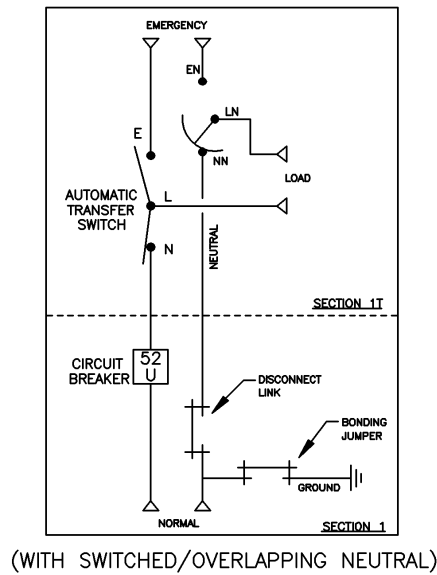 EMERGENCY
EN
LN
E
NN
LOAD
AUTOMATIC
TRANSFER
SWITCH
L
N
NEUTRAL
SECTION 1T
CIRCUIT
BREAKER
52
U
DISCONNECT
LINK
BONDING
JUMPER
GROUND
NORMAL
SECTION 1
(WITH SWITCHED/OVERLAPPING NEUTRAL)